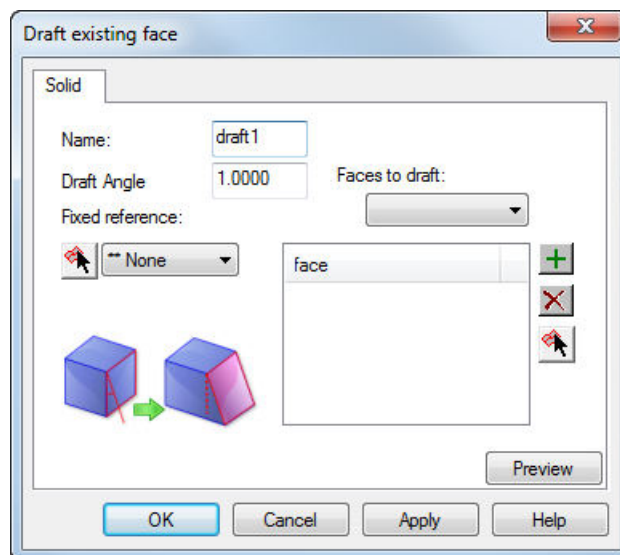 Draft existing face
Solid
Name:
draft1
Draft Angle
1.0000
Faces to draft:
Fixed reference:
** None
face
Preview
OK
Cancel
Apply
Help